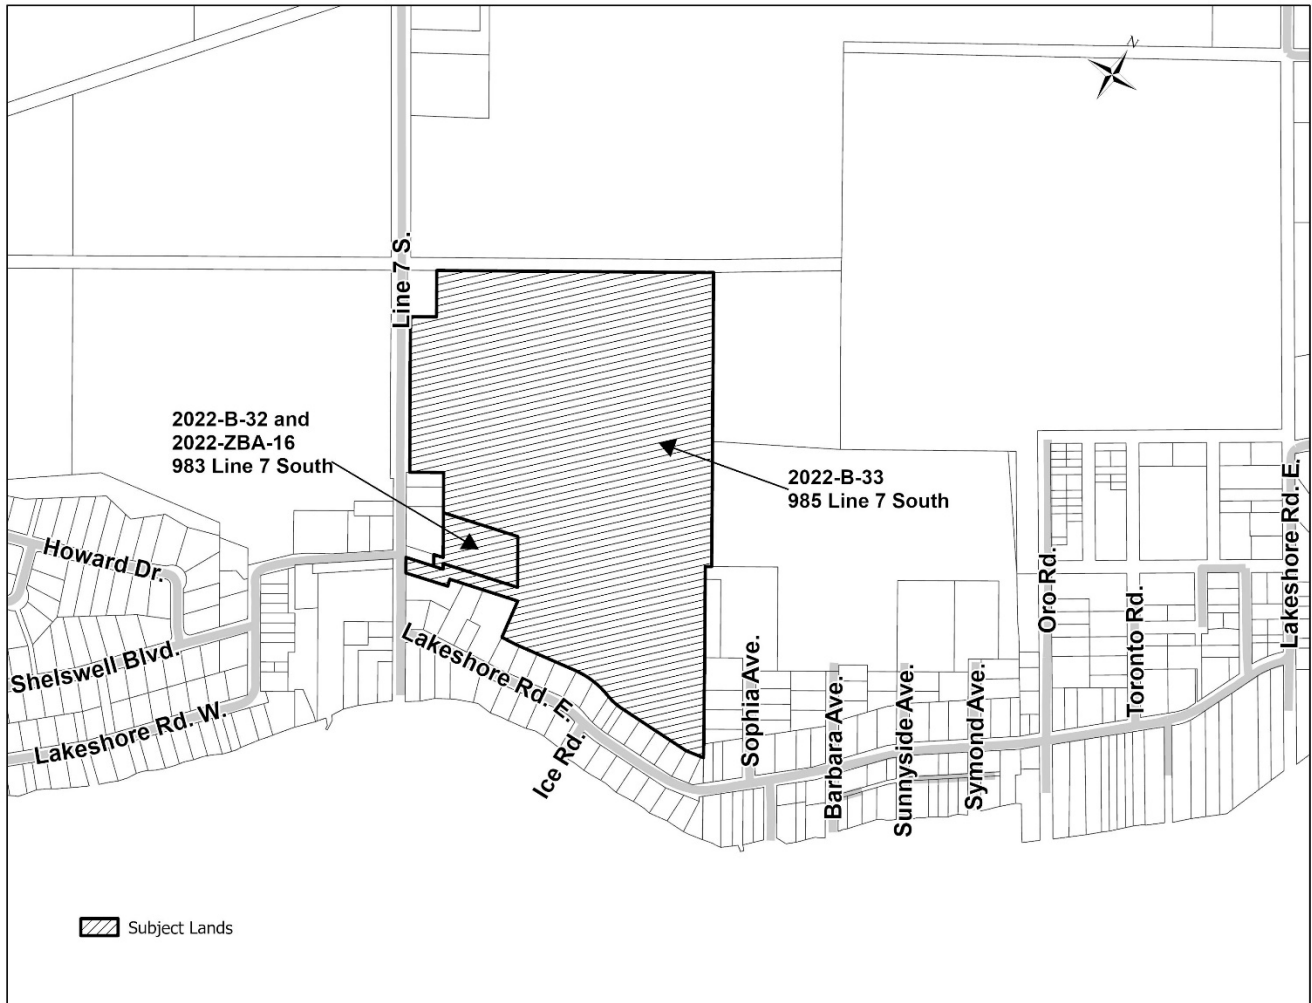 N
Line 7 S.
2022-B-32 and
2022-ZBA-16
983 Line 7 South
2022-B-33
985 Line 7 South
Howard Dr.
Shelswell Blvd.
Lakeshore Rd. W.
Lakeshore Rd. E.
Ice Rd.
Sophia Ave.
Barbara Ave.
Sunnyside Ave.
Symond Ave.
Oro Rd.
Toronto Rd.
Lakeshore Rd. E.
Subject Lands